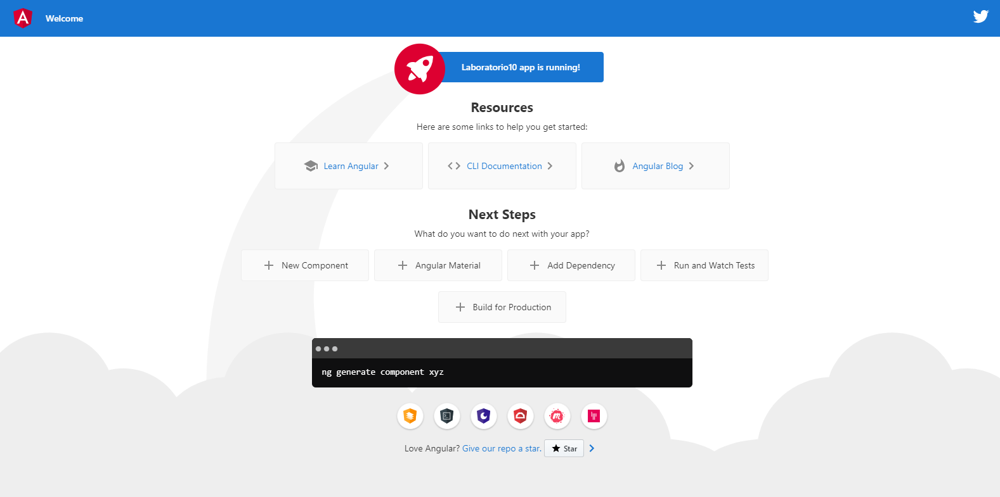 Welcome
Laboratorio10 app is running!
Resources
Here are some links to help you get started:
Learn Angular
CLI Documentation
Angular Blog
Next Steps
What do you want to do next with your app?
New Component
Angular Material
Add Dependency
Run and Watch Tests
Build for Production
ng generate component xyz
Love Angular? Give our repo a star. Star